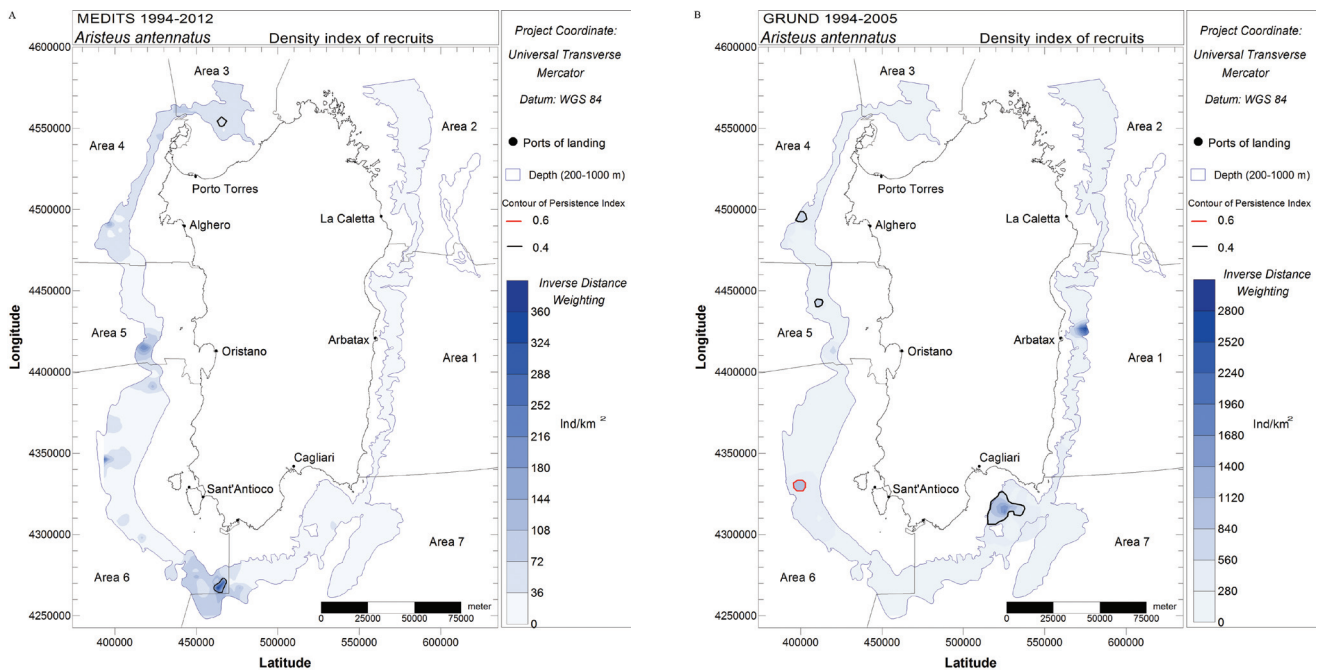 A
MEDITS 1994-2012
Aristeus antennatus Density index of recruits
Project Coordinate:
Universal Transverse
Mercator
Datum: WGS 84
Ports of landing
Depth (200-1000 m)
Contour of Persistence Index
0.6
0.4
Inverse Distance
Weighting
360
324
288
252
216
180
144
108
72
36
0
Ind/km²
4600000
4550000
4500000
4450000
4400000
4350000
4300000
4250000
Longitude
Area 3
Area 2
Area 4
Porto Torres
La Caletta
Alghero
Area 5
Oristano
Arbatax
Area 1
Cagliari
Sant'Antioco
Area 7
Area 6
meter
0 25000 50000 75000
400000 450000 500000 550000 600000
Latitude
B
GRUND 1994-2005
Aristeus antennatus Density index of recruits
Project Coordinate:
Universal Transverse
Mercator
Datum: WGS 84
Ports of landing
Depth (200-1000 m)
Contour of Persistence Index
0.6
0.4
Inverse Distance
Weighting
2800
2520
2240
1960
1680
1400
1120
840
560
280
0
Ind/km²
4600000
4550000
4500000
4450000
4400000
4350000
4300000
4250000
Longitude
Area 3
Area 2
Area 4
Porto Torres
La Caletta
Alghero
Area 5
Oristano
Arbatax
Area 1
Cagliari
Sant'Antioco
Area 7
Area 6
meter
0 25000 50000 75000
400000 450000 500000 550000 600000
Latitude